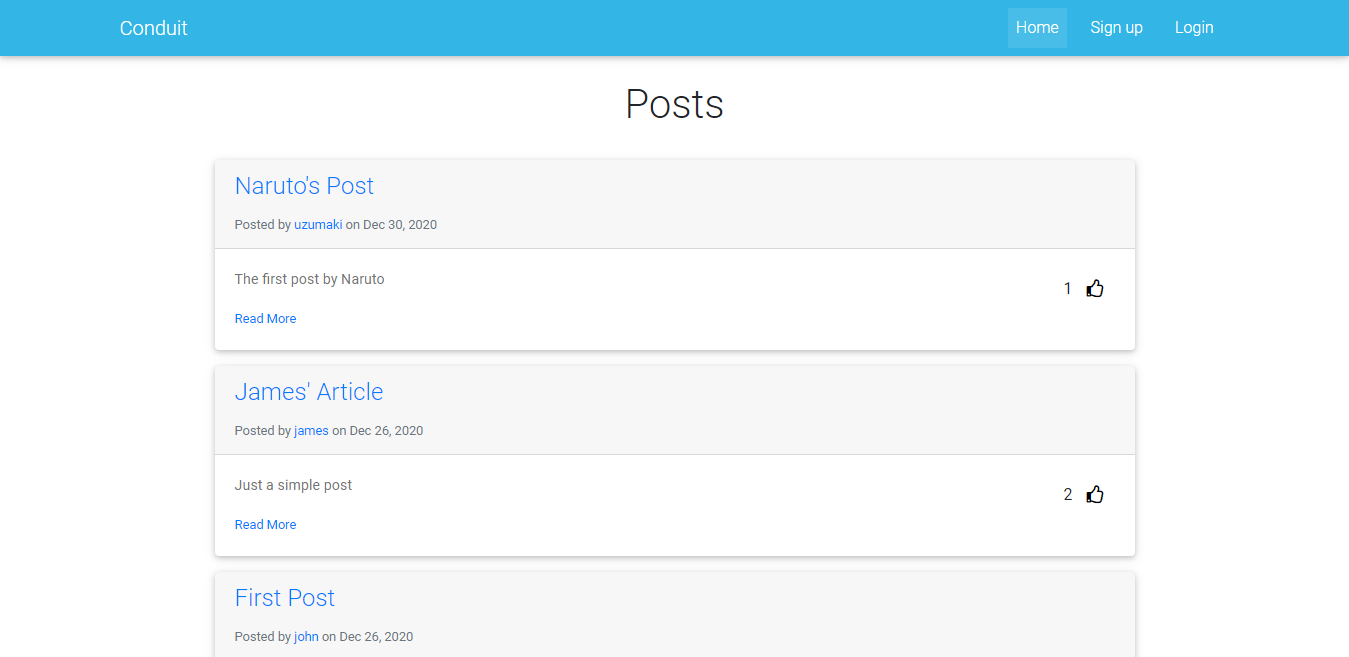 Conduit Home Sign up Login
Posts
Naruto's Post
Posted by uzumaki on Dec 30, 2020
The first post by Naruto
1
Read More
James' Article
Posted by james on Dec 26, 2020
Just a simple post
2
Read More
First Post
Posted by john on Dec 26, 2020